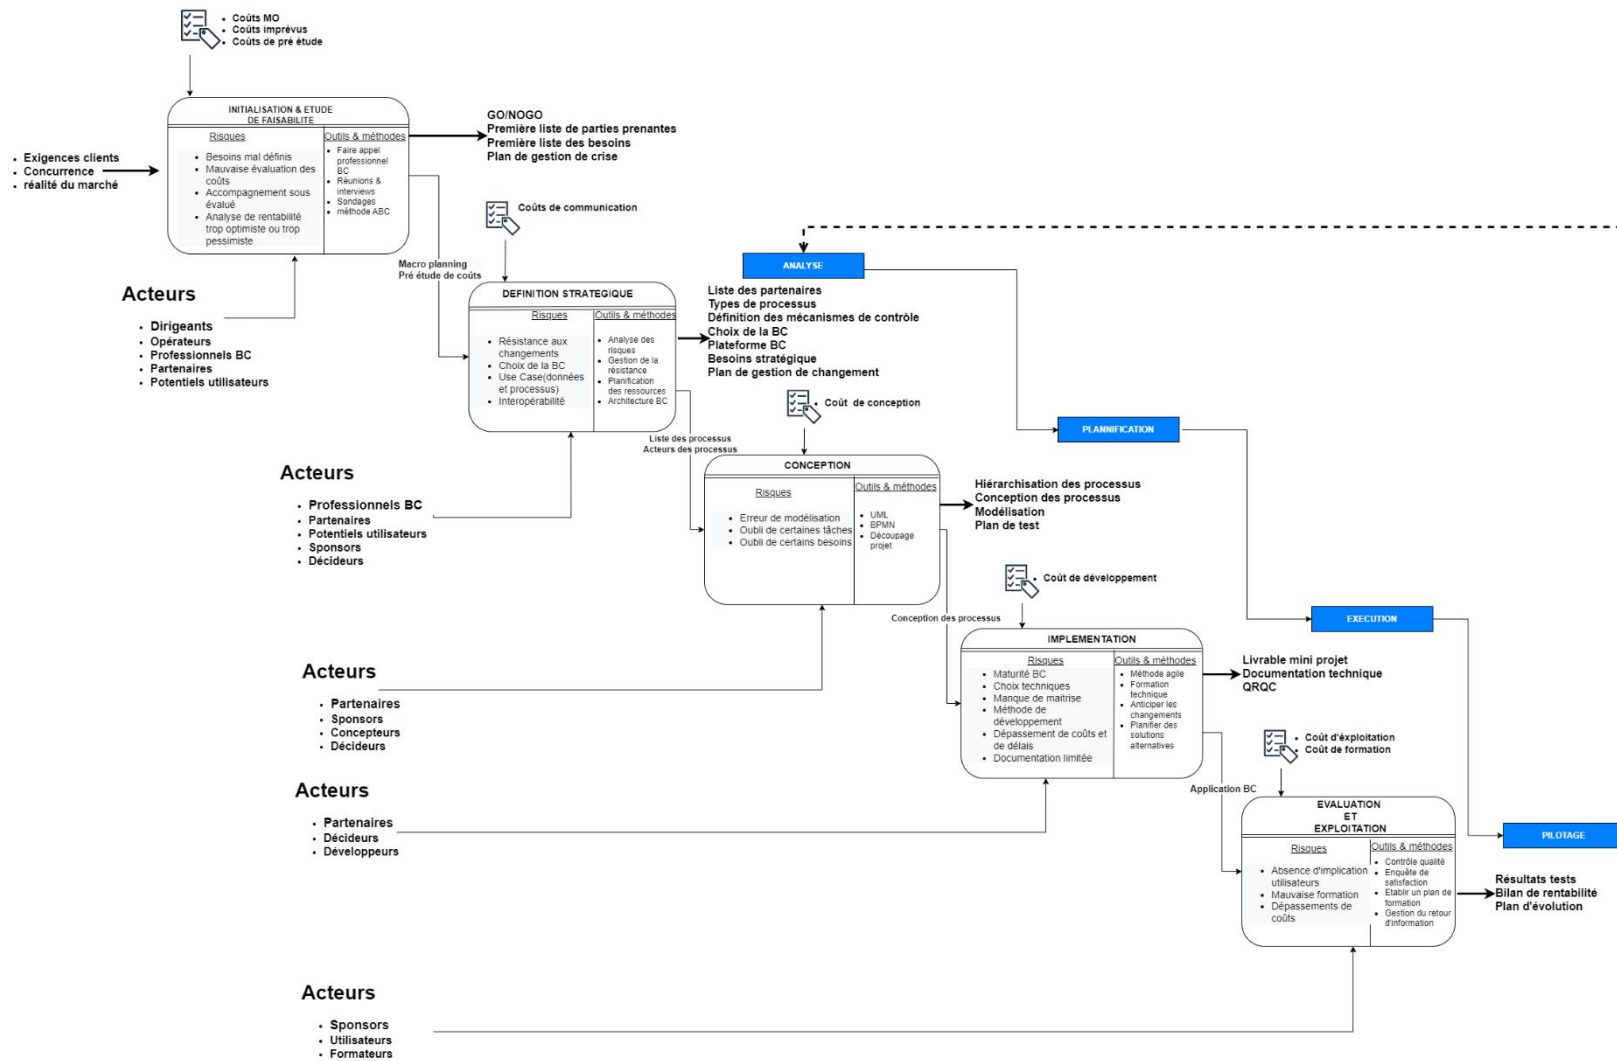 Coûts MO
Coûts imprévus
Coûts de pré étude
INITIALISATION & ETUDE
DE FAISABILITE
Risques
Besoins mal définis
Mauvaise évaluation des
coûts
Accompagnement sous
évalué
Analyse de rentabilité
trop optimiste ou trop
pessimiste
Outils & méthodes
Faire appel
professionnel
BC
Réunions &
interviews
Sondages
méthode ABC
Exigences clients
Concurrence
réalité du marché
GO/NOGO
Première liste de parties prenantes
Première liste des besoins
Plan de gestion de crise
Acteurs
Dirigeants
Opérateurs
Professionnels BC
Partenaires
Potentiels utilisateurs
Macro planning
Pré étude de coûts
Coûts de communication
DEFINITION STRATEGIQUE
Risques
Résistance aux
changements
Choix de la BC
Use Case(données
et processus)
Interopérabilité
Outils & méthodes
Analyse des
risques
Gestion de la
résistance
Planification
des ressources
Architecture BC
ANALYSE
Liste des partenaires
Types de processus
Définition des mécanismes de contrôle
Choix de la BC
Plateforme BC
Besoins stratégique
Plan de gestion de changement
Acteurs
Professionnels BC
Partenaires
Potentiels utilisateurs
Sponsors
Décideurs
Liste des processus
Acteurs des processus
Coût de conception
CONCEPTION
Risques
Erreur de modélisation
Oubli de certaines tâches
Oubli de certains besoins
Outils & méthodes
UML
BPMN
Découpage
projet
PLANNIFICATION
Hiérarchisation des processus
Conception des processus
Modélisation
Plan de test
Acteurs
Partenaires
Sponsors
Concepteurs
Décideurs
Conception des processus
Coût de développement
IMPLEMENTATION
Risques
Maturité BC
Choix techniques
Manque de maitrise
Méthode de
développement
Dépassement de coûts et
de délais
Documentation limitée
Outils & méthodes
Méthode agile
Formation
technique
Anticiper les
changements
Planifier des
solutions
alternatives
EXECUTION
Livrable mini projet
Documentation technique
QRQC
Acteurs
Partenaires
Décideurs
Développeurs
Application BC
Coût d'éxploitation
Coût de formation
EVALUATION
ET
EXPLOITATION
Risques
Absence d'implication
utilisateurs
Mauvaise formation
Dépassements de
coûts
Outils & méthodes
Contrôle qualité
Enquête de
satisfaction
Etablir un plan de
formation
Gestion du retour
d'information
PILOTAGE
Résultats tests
Bilan de rentabilité
Plan d'évolution
Acteurs
Sponsors
Utilisateurs
Formateurs